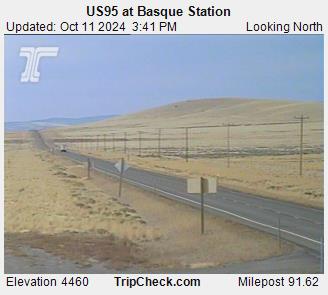 US95 at Basque Station
Updated: Oct 11 2024 3:41 PM Looking North
Elevation 4460 TripCheck.com Milepost 91.62